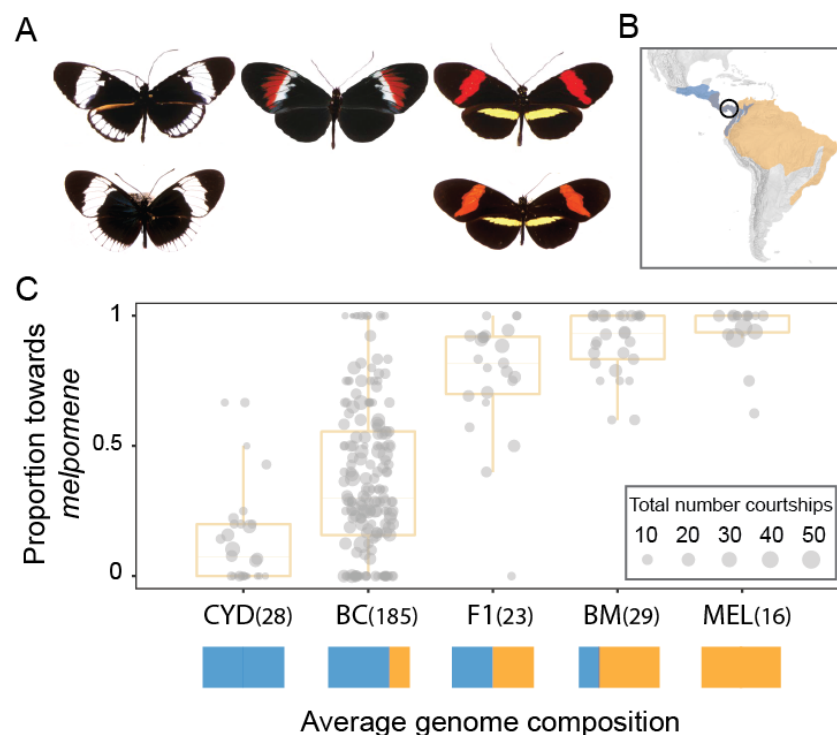 A
B
C
1
0.5
0
Proportion towards
melpomene
Total number courtships
10 20 30 40 50
CYD(28) BC(185) F1(23) BM(29) MEL(16)
Average genome composition